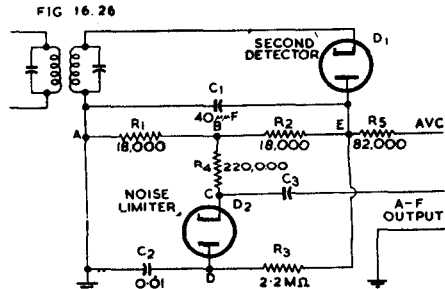 FIG 16.26
SECOND
DETECTOR
D1
C1
40μμF
A
R1
18,000
B
R2
18,000
E
R5
82,000
AVC
R4
220,000
C
C3
NOISE
LIMITER
D2
A-F
OUTPUT
C2
0.01
D
R3
2.2MΩ